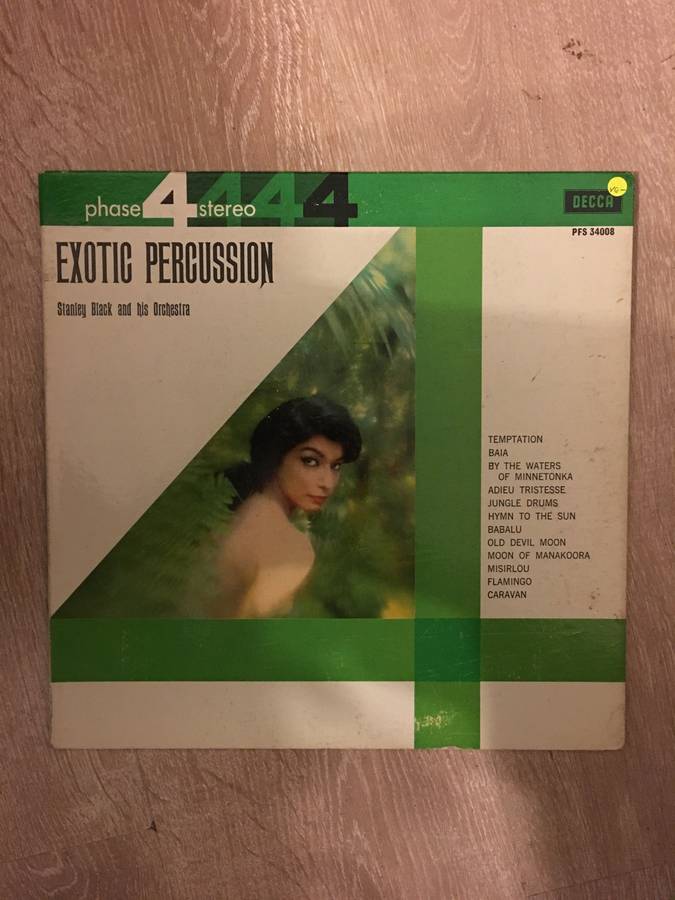 phase 4 stereo 4 4 4
DECCA
VG-
PFS 34008
EXOTIC PERCUSSION
Stanley Black and his Orchestra
TEMPTATION
BAIA
BY THE WATERS
OF MINNETONKA
ADIEU TRISTESSE
JUNGLE DRUMS
HYMN TO THE SUN
BABALU
OLD DEVIL MOON
MOON OF MANAKOORA
MISIRLOU
FLAMINGO
CARAVAN